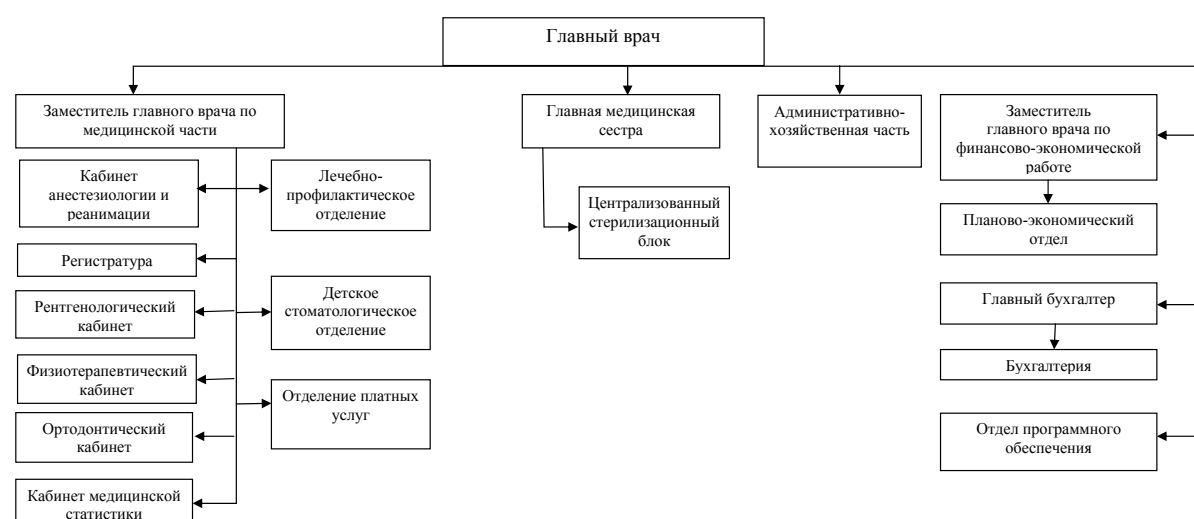 Главный врач
Заместитель главного врача по
медицинской части
Главная медицинская
сестра
Административно-
хозяйственная часть
Заместитель
главного врача по
финансово-экономической
работе
Кабинет
анестезиологии и
реанимации
Лечебно-
профилактическое
отделение
Централизованный
стерилизационный
блок
Планово-экономический
отдел
Регистратура
Рентгенологический
кабинет
Детское
стоматологическое
отделение
Главный бухгалтер
Физиотерапевтический
кабинет
Отделение платных
услуг
Бухгалтерия
Ортодонтический
кабинет
Отдел программного
обеспечения
Кабинет медицинской
статистики